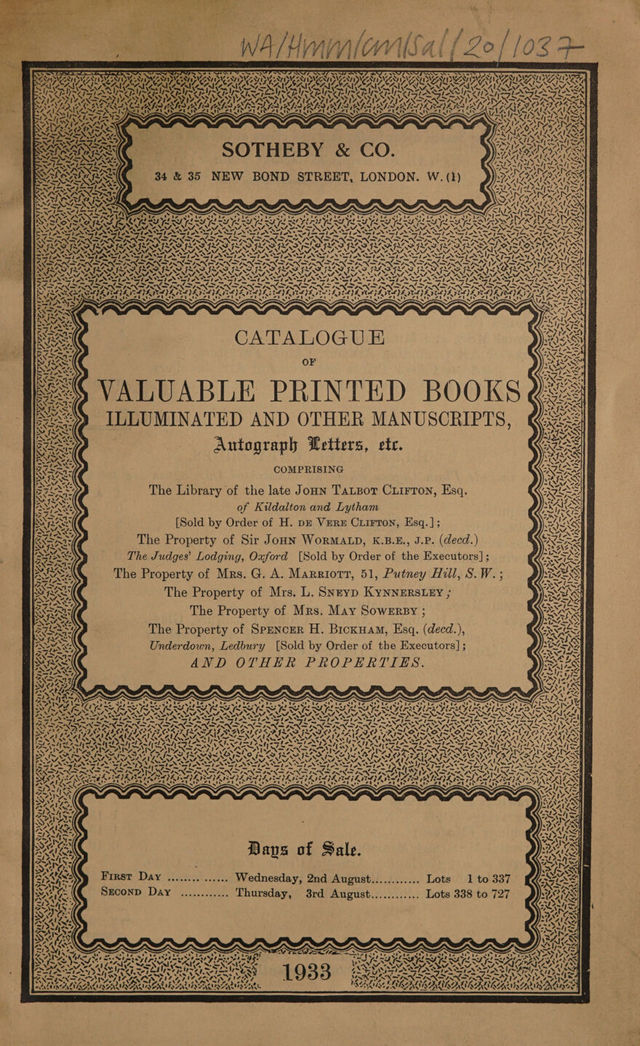 WA/Hmm/cm/Sal/20/1037
SOTHEBY & CO.
34 & 35 NEW BOND STREET, LONDON. W.(1)
CATALOGUE
OF
VALUABLE PRINTED BOOKS
ILLUMINATED AND OTHER MANUSCRIPTS,
Autograph Letters, etc.
COMPRISING
The Library of the late JOHN TALBOT CLIFTON, Esq.
of Kildalton and Lytham
[Sold by Order of H. DE VERE CLIFTON, Esq.];
The Property of Sir JOHN WORMALD, K.B.E., J.P. (decd.)
The Judges' Lodging, Oxford [Sold by Order of the Executors];
The Property of MRS. G. A. MARRIOTT, 51, Putney Hill, S.W.;
The Property of Mrs. L. SNEYD KYNNERSLEY;
The Property of MRS. MAY SOWERBY;
The Property of SPENCER H. BICKHAM, Esq. (decd.),
Underdown, Ledbury [Sold by Order of the Executors];
AND OTHER PROPERTIES.
Days of Sale.
FIRST DAY ........ ...... Wednesday, 2nd August............ Lots 1 to 337
SECOND DAY ............ Thursday, 3rd August............ Lots 338 to 727
1933